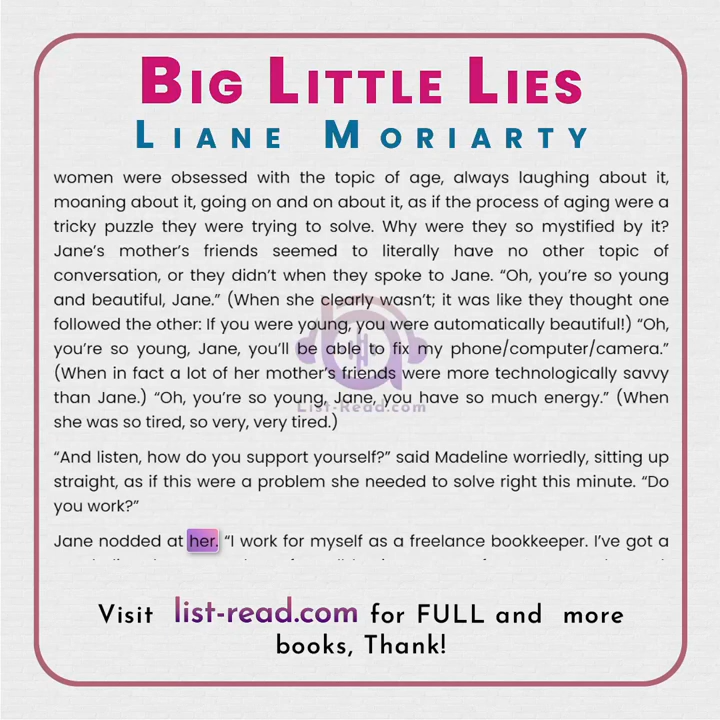 BIG LITTLE LIES
LIANE MORIARTY
women were obsessed with the topic of age, always laughing about it,
moaning about it, going on and on about it, as if the process of aging were a
tricky puzzle they were trying to solve. Why were they so mystified by it?
Jane’s mother’s friends seemed to literally have no other topic of
conversation, or they didn’t when they spoke to Jane. “Oh, you’re so young
and beautiful, Jane.” (When she clearly wasn’t; it was like they thought one
followed the other: If you were young, you were automatically beautiful!) “Oh,
you’re so young, Jane, you’ll be able to fix my phone/computer/camera.”
(When in fact a lot of her mother’s friends were more technologically savvy
than Jane.) “Oh, you’re so young, Jane, you have so much energy.” (When
List-Read.com
she was so tired, so very, very tired.)
“And listen, how do you support yourself?” said Madeline worriedly, sitting up
straight, as if this were a problem she needed to solve right this minute. “Do
you work?”
Jane nodded at her. “I work for myself as a freelance bookkeeper. I’ve got a
Visit list-read.com for FULL and more
books, Thank!